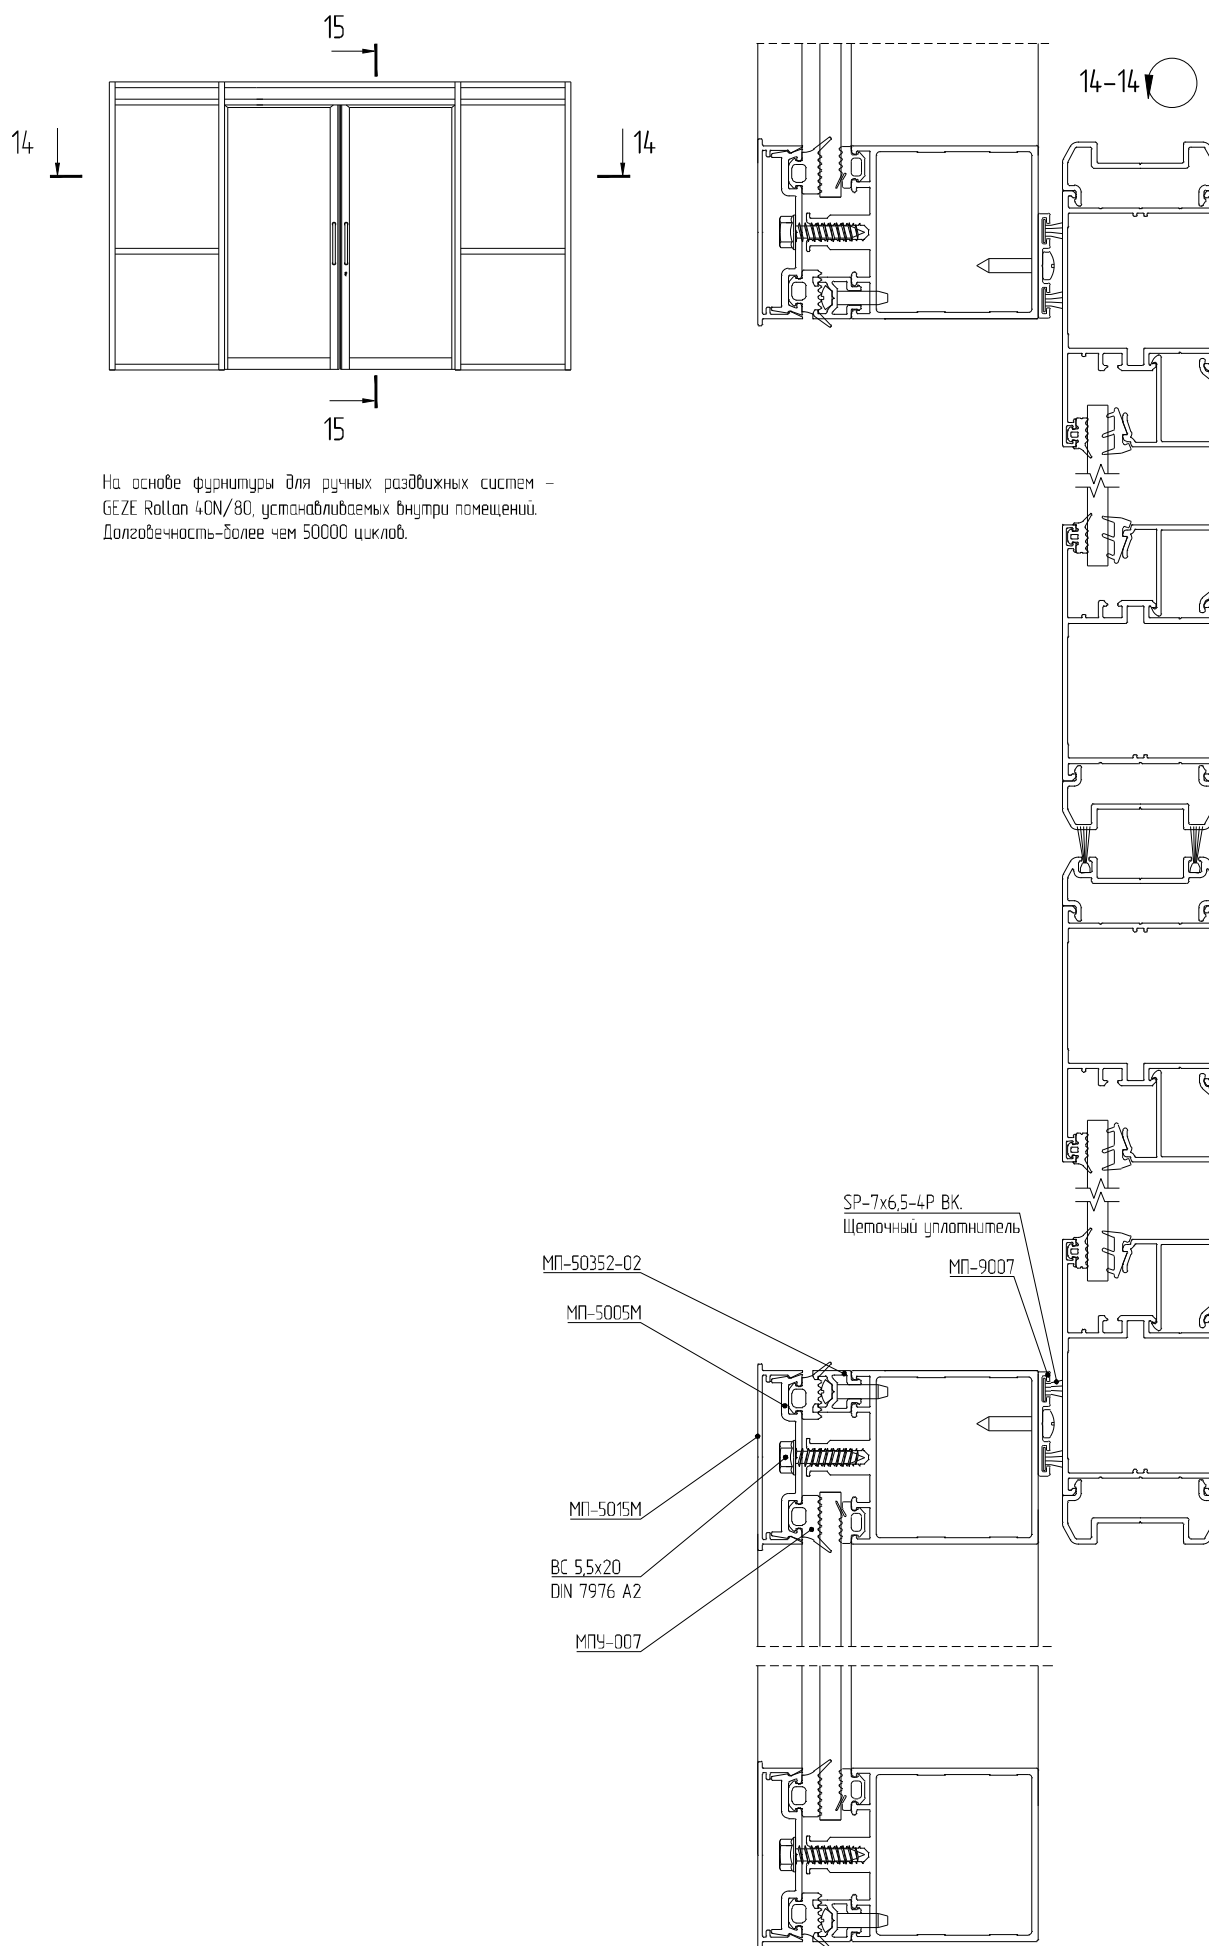 15
14-14
14
14
15
На основе фурнитуры для ручных раздвижных систем –
GEZE Rollan 40N/80, устанавливаемых внутри помещений.
Долговечность-более чем 50000 циклов.
SP-7x6,5-4P BK.
Щеточный уплотнитель
МП-50352-02
МП-9007
МП-5005М
МП-5015М
ВС 5,5х20
DIN 7976 A2
МПУ-007